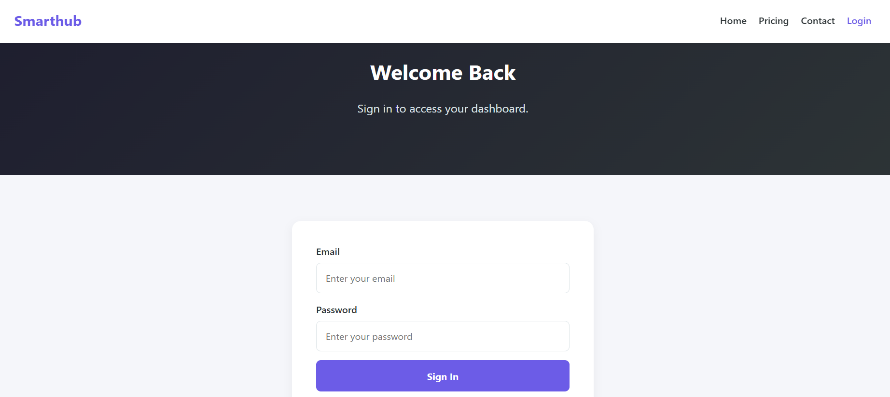 Smarthub
Home Pricing Contact Login
Welcome Back
Sign in to access your dashboard.
Email
Enter your email
Password
Enter your password
Sign In